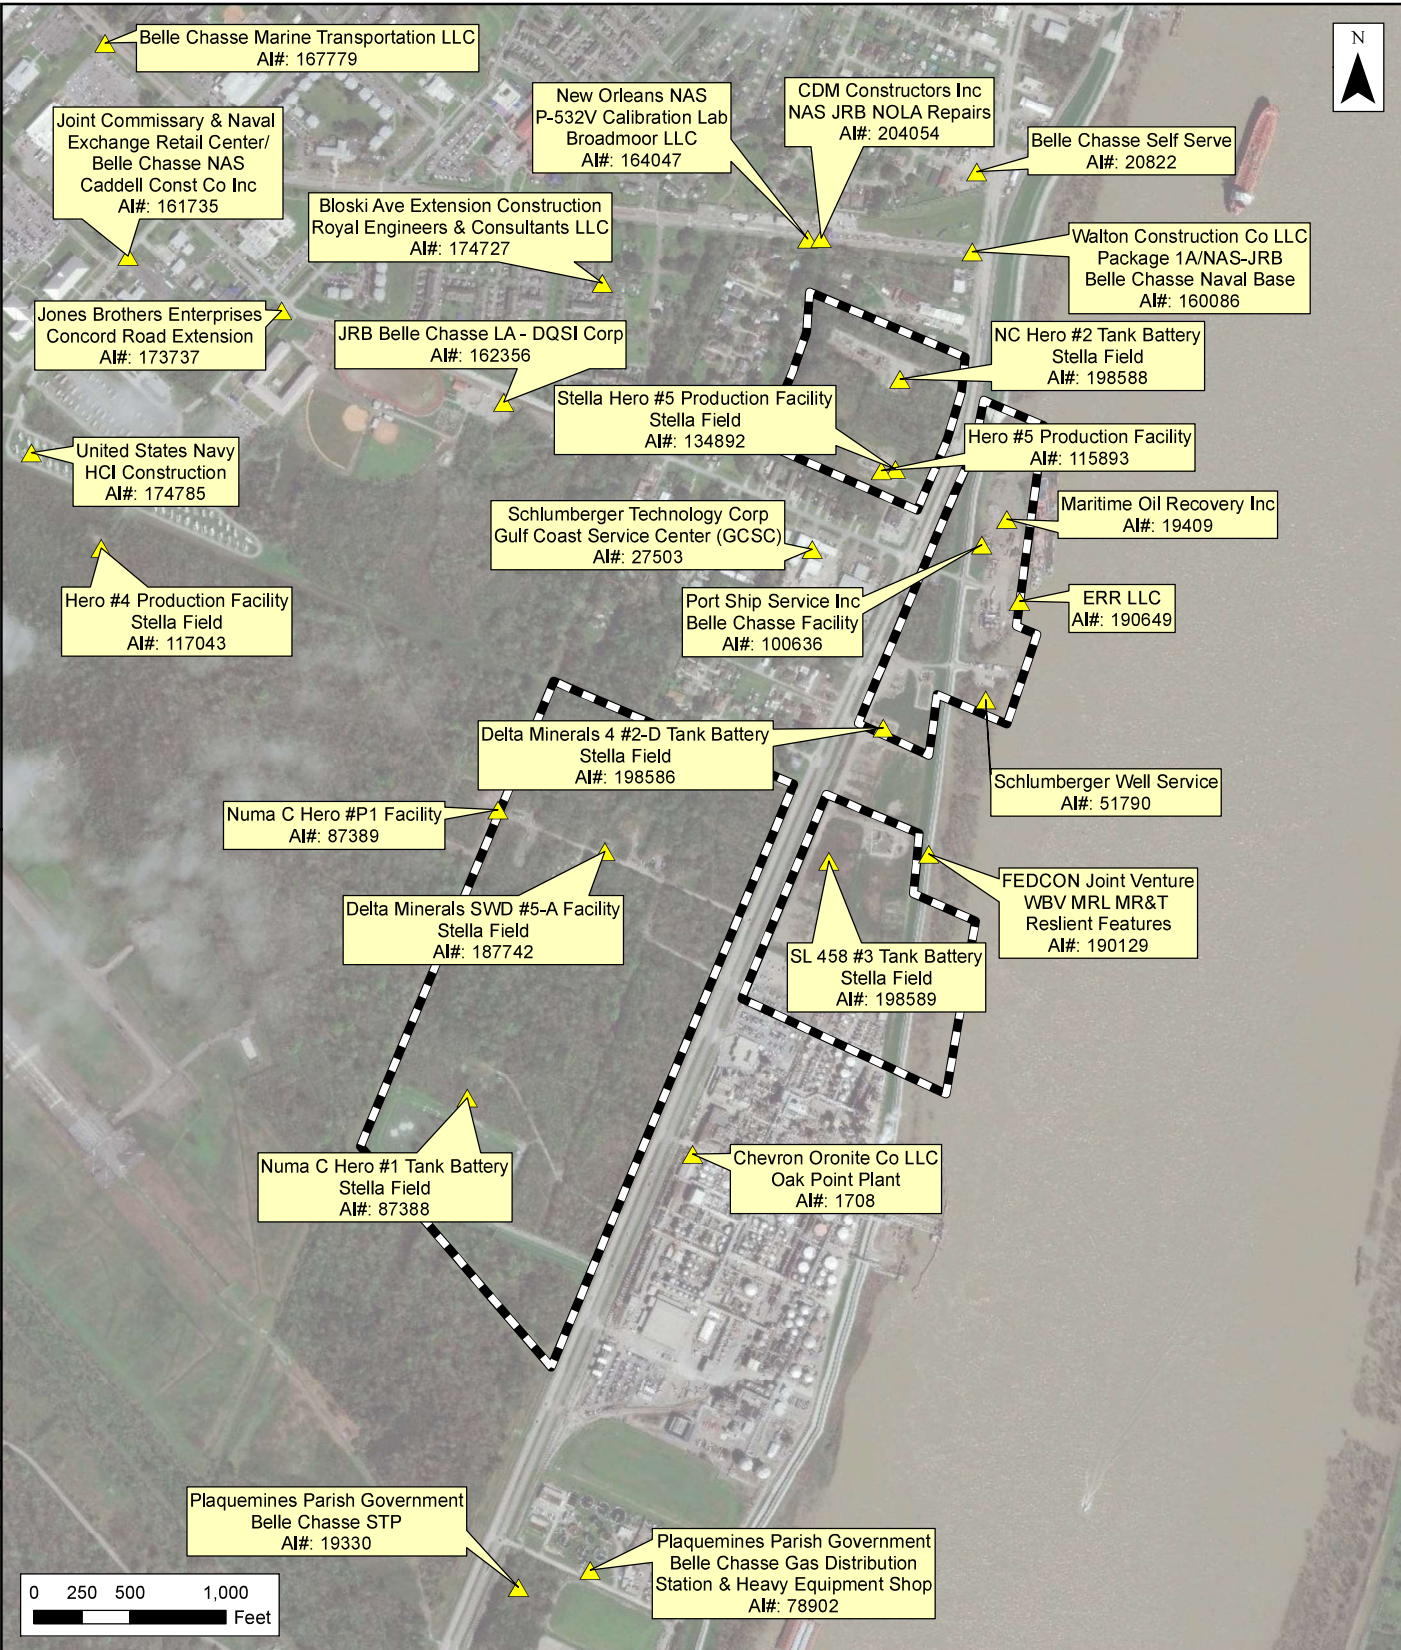 Belle Chasse Marine Transportation LLC
AI#: 167779
N
New Orleans NAS
P-532V Calibration Lab
Broadmoor LLC
AI#: 164047
CDM Constructors Inc
NAS JRB NOLA Repairs
AI#: 204054
Joint Commissary & Naval
Exchange Retail Center/
Belle Chasse NAS
Caddell Const Co Inc
AI#: 161735
Belle Chasse Self Serve
AI#: 20822
Bloski Ave Extension Construction
Royal Engineers & Consultants LLC
AI#: 174727
Walton Construction Co LLC
Package 1A/NAS-JRB
Belle Chasse Naval Base
AI#: 160086
Jones Brothers Enterprises
Concord Road Extension
AI#: 173737
JRB Belle Chasse LA - DQSI Corp
AI#: 162356
NC Hero #2 Tank Battery
Stella Field
AI#: 198588
Stella Hero #5 Production Facility
Stella Field
AI#: 134892
Hero #5 Production Facility
AI#: 115893
United States Navy
HCI Construction
AI#: 174785
Maritime Oil Recovery Inc
AI#: 19409
Schlumberger Technology Corp
Gulf Coast Service Center (GCSC)
AI#: 27503
Hero #4 Production Facility
Stella Field
AI#: 117043
Port Ship Service Inc
Belle Chasse Facility
AI#: 100636
ERR LLC
AI#: 190649
Delta Minerals 4 #2-D Tank Battery
Stella Field
AI#: 198586
Schlumberger Well Service
AI#: 51790
Numa C Hero #P1 Facility
AI#: 87389
Delta Minerals SWD #5-A Facility
Stella Field
AI#: 187742
FEDCON Joint Venture
WBV MRL MR&T
Reslient Features
AI#: 190129
SL 458 #3 Tank Battery
Stella Field
AI#: 198589
Numa C Hero #1 Tank Battery
Stella Field
AI#: 87388
Chevron Oronite Co LLC
Oak Point Plant
AI#: 1708
Plaquemines Parish Government
Belle Chasse STP
AI#: 19330
Plaquemines Parish Government
Belle Chasse Gas Distribution
Station & Heavy Equipment Shop
AI#: 78902
0 250 500 1,000
Feet